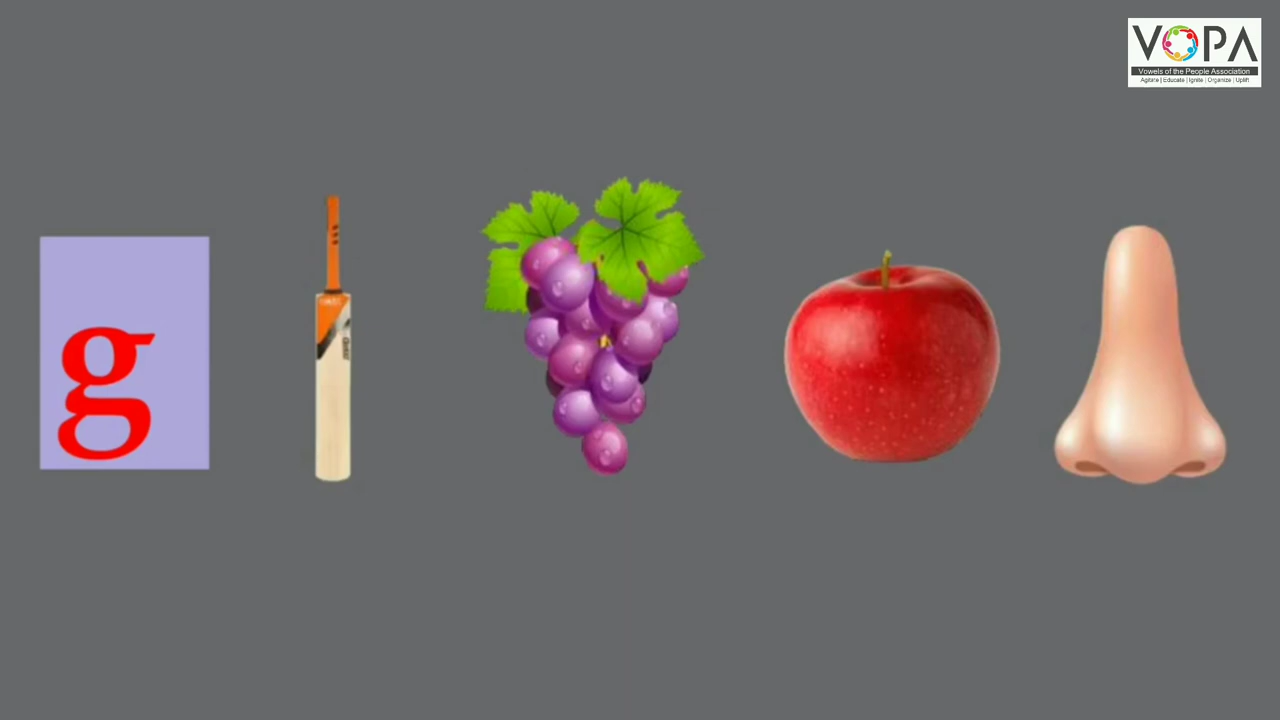 VOPA
Vowels of the People Association
Agitate | Educate | Ignite | Organize | Uplift
g